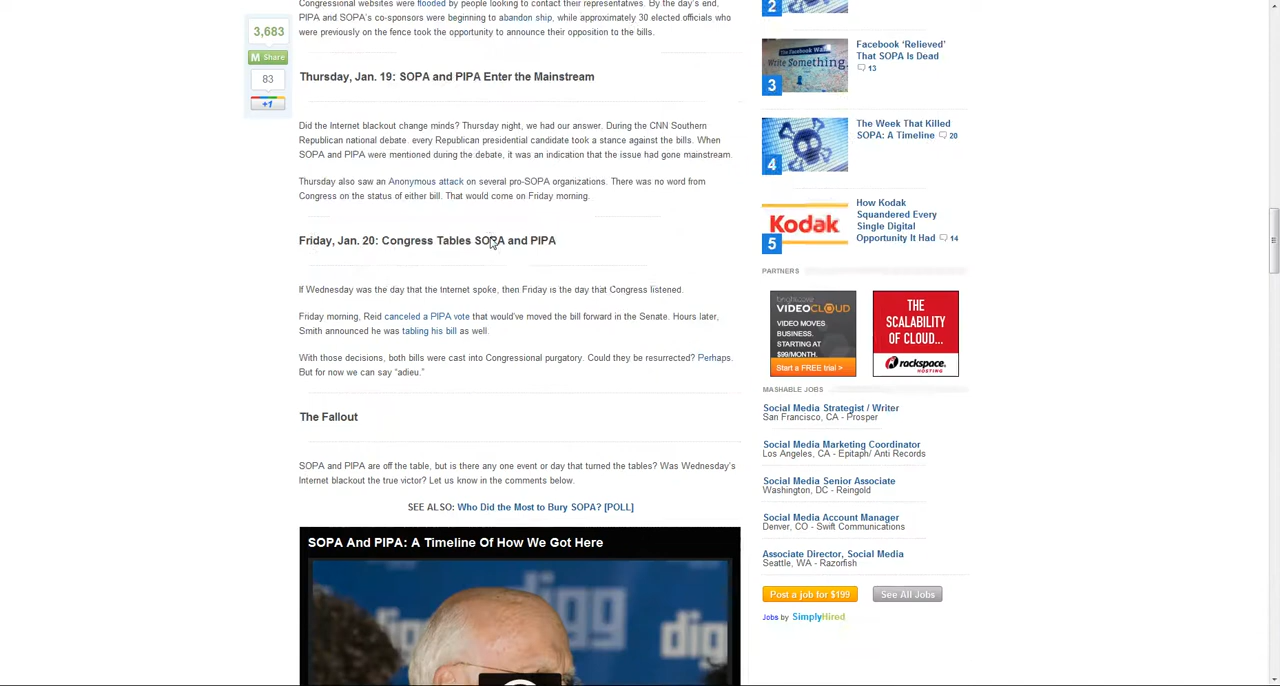 3,683
M Share
83
+1
Congressional websites were flooded by people looking to contact their representatives. By the day's end,
PIPA and SOPA's co-sponsors were beginning to abandon ship, while approximately 30 elected officials who
were previously on the fence took the opportunity to announce their opposition to the bills.
Thursday, Jan. 19: SOPA and PIPA Enter the Mainstream
Did the Internet blackout change minds? Thursday night, we had our answer. During the CNN Southern
Republican national debate, every Republican presidential candidate took a stance against the bills. When
SOPA and PIPA were mentioned during the debate, it was an indication that the issue had gone mainstream.
Thursday also saw an Anonymous attack on several pro-SOPA organizations. There was no word from
Congress on the status of either bill. That would come on Friday morning.
Friday, Jan. 20: Congress Tables SOPA and PIPA
If Wednesday was the day that the Internet spoke, then Friday is the day that Congress listened.
Friday morning, Reid canceled a PIPA vote that would've moved the bill forward in the Senate. Hours later,
Smith announced he was tabling his bill as well.
With those decisions, both bills were cast into Congressional purgatory. Could they be resurrected? Perhaps.
But for now we can say "adieu."
The Fallout
SOPA and PIPA are off the table, but is there any one event or day that turned the tables? Was Wednesday's
Internet blackout the true victor? Let us know in the comments below.
SEE ALSO: Who Did the Most to Bury SOPA? [POLL]
SOPA And PIPA: A Timeline Of How We Got Here
digg
2
The Facebook Wall
Write Something
3
Facebook 'Relieved'
That SOPA Is Dead
13
4
The Week That Killed
SOPA: A Timeline 20
Kodak
5
How Kodak
Squandered Every
Single Digital
Opportunity It Had 14
PARTNERS
brightcove
VIDEOCLOUD
VIDEO MOVES
BUSINESS.
STARTING AT
$99/MONTH.
Start a FREE trial >
THE
SCALABILITY
OF CLOUD...
rackspace
HOSTING
MASHABLE JOBS
Social Media Strategist / Writer
San Francisco, CA - Prosper
Social Media Marketing Coordinator
Los Angeles, CA - Epitaph/ Anti Records
Social Media Senior Associate
Washington, DC - Reingold
Social Media Account Manager
Denver, CO - Swift Communications
Associate Director, Social Media
Seattle, WA - Razorfish
Post a job for $199
See All Jobs
Jobs by SimplyHired